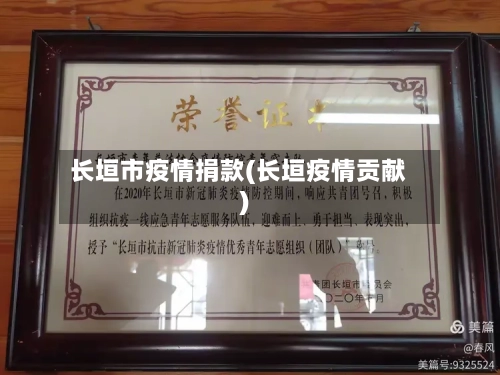 荣誉证书
长垣市疫情捐款(长垣疫情贡献
)
在2020年长垣市新冠肺炎疫情防控期间，响应共青团号召，积极
组织抗疫一线应急青年志愿服务队伍，迎难而上，勇于担当，表现突出，
授予“长垣市抗击新冠肺炎疫情优秀青年志愿组织（团队）”称号。
青团长垣市委员会
二〇二〇年 月
美篇
@春风
美篇号:9325524